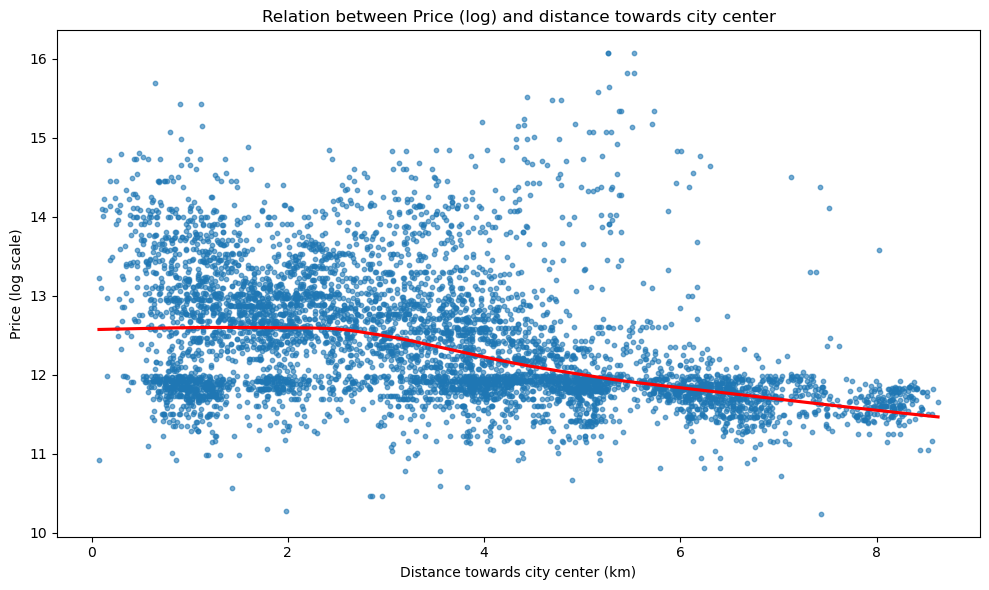 Relation between Price (log) and distance towards city center
Price (log scale)
16
15
14
13
12
11
10
0 2 4 6 8
Distance towards city center (km)